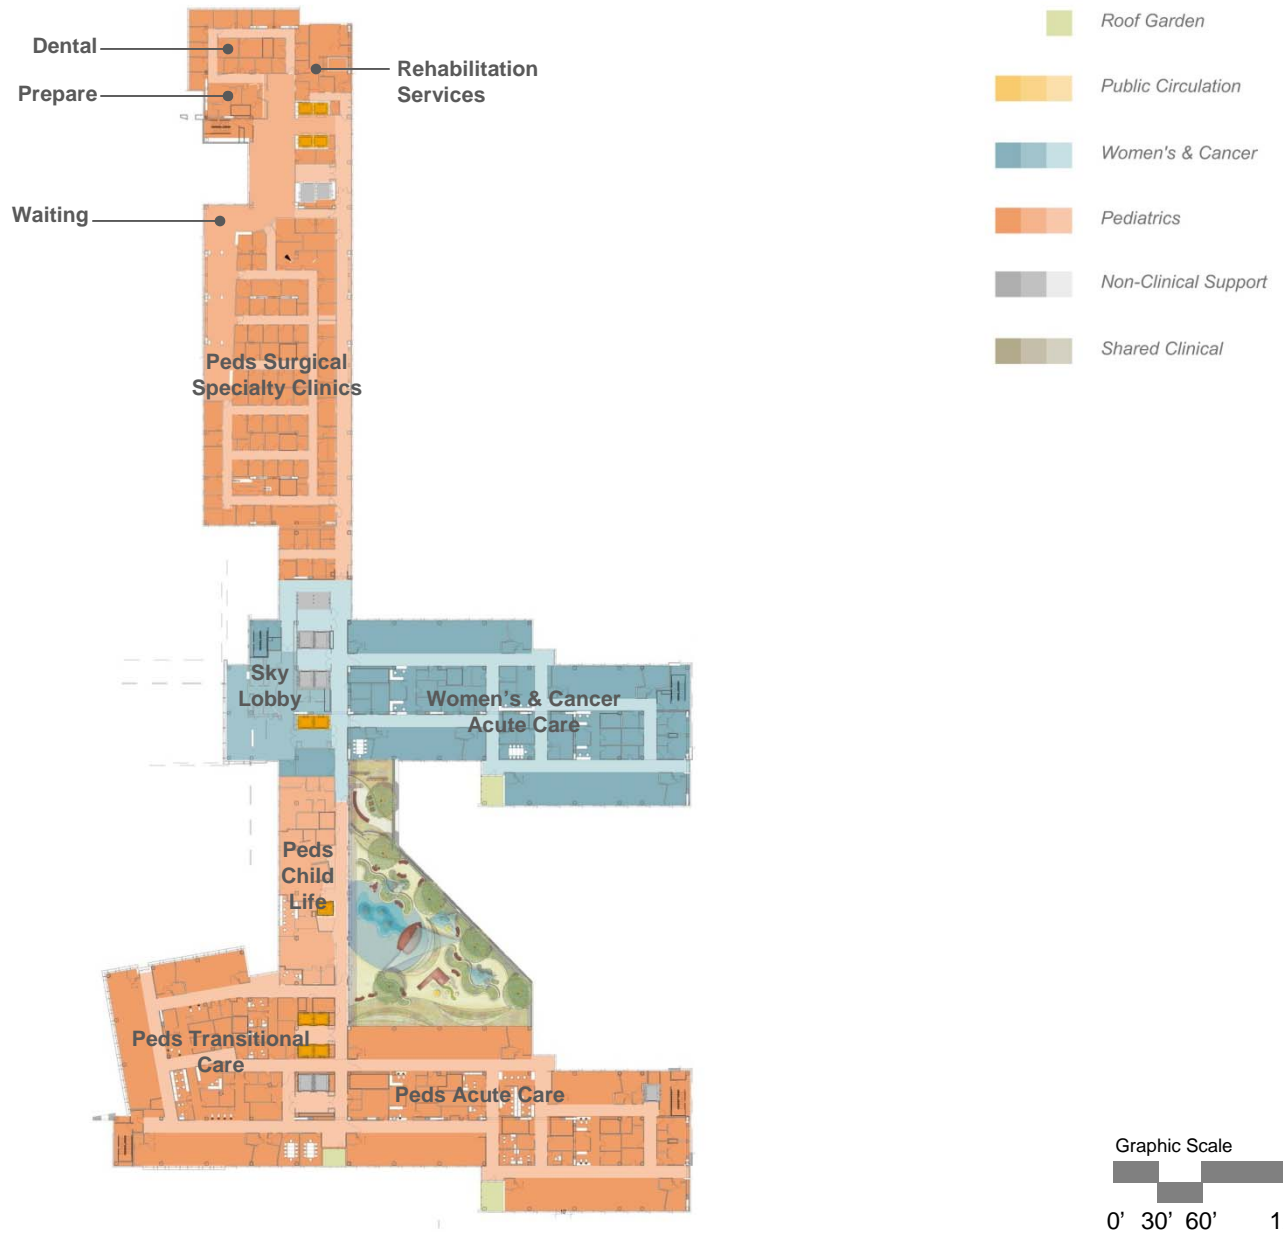 Dental
Prepare
Rehabilitation
Services
Waiting
Peds Surgical
Specialty Clinics
Sky
Lobby
Women's & Cancer
Acute Care
Peds
Child
Life
Peds Transitional
Care
Peds Acute Care
Roof Garden
Public Circulation
Women's & Cancer
Pediatrics
Non-Clinical Support
Shared Clinical
Graphic Scale
0' 30' 60' 1